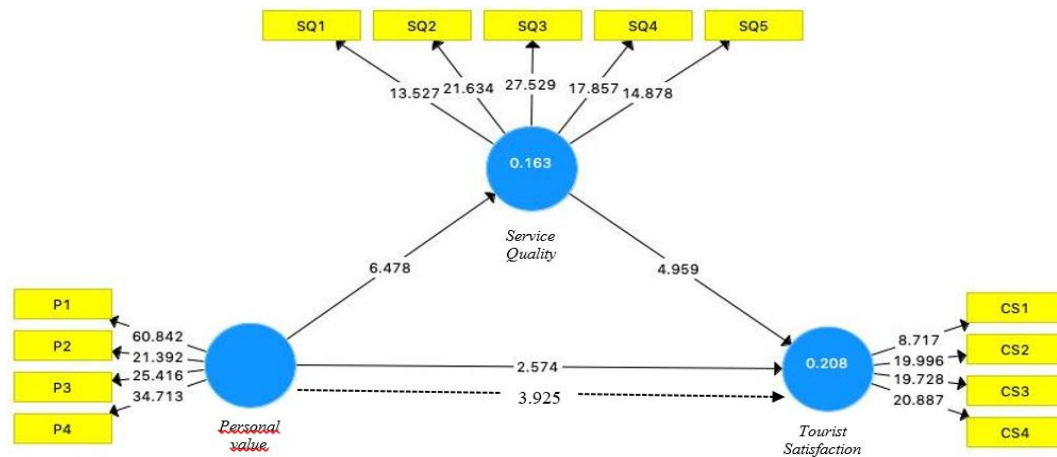 SQ1 SQ2 SQ3 SQ4 SQ5
13.527 21.634 27.529 17.857 14.878
0.163
Service
Quality
6.478 4.959
P1
P2
P3
P4
60.842
21.392
25.416
34.713
Personal
value
2.574
3.925
0.208
Tourist
Satisfaction
8.717
19.996
19.728
20.887
CS1
CS2
CS3
CS4